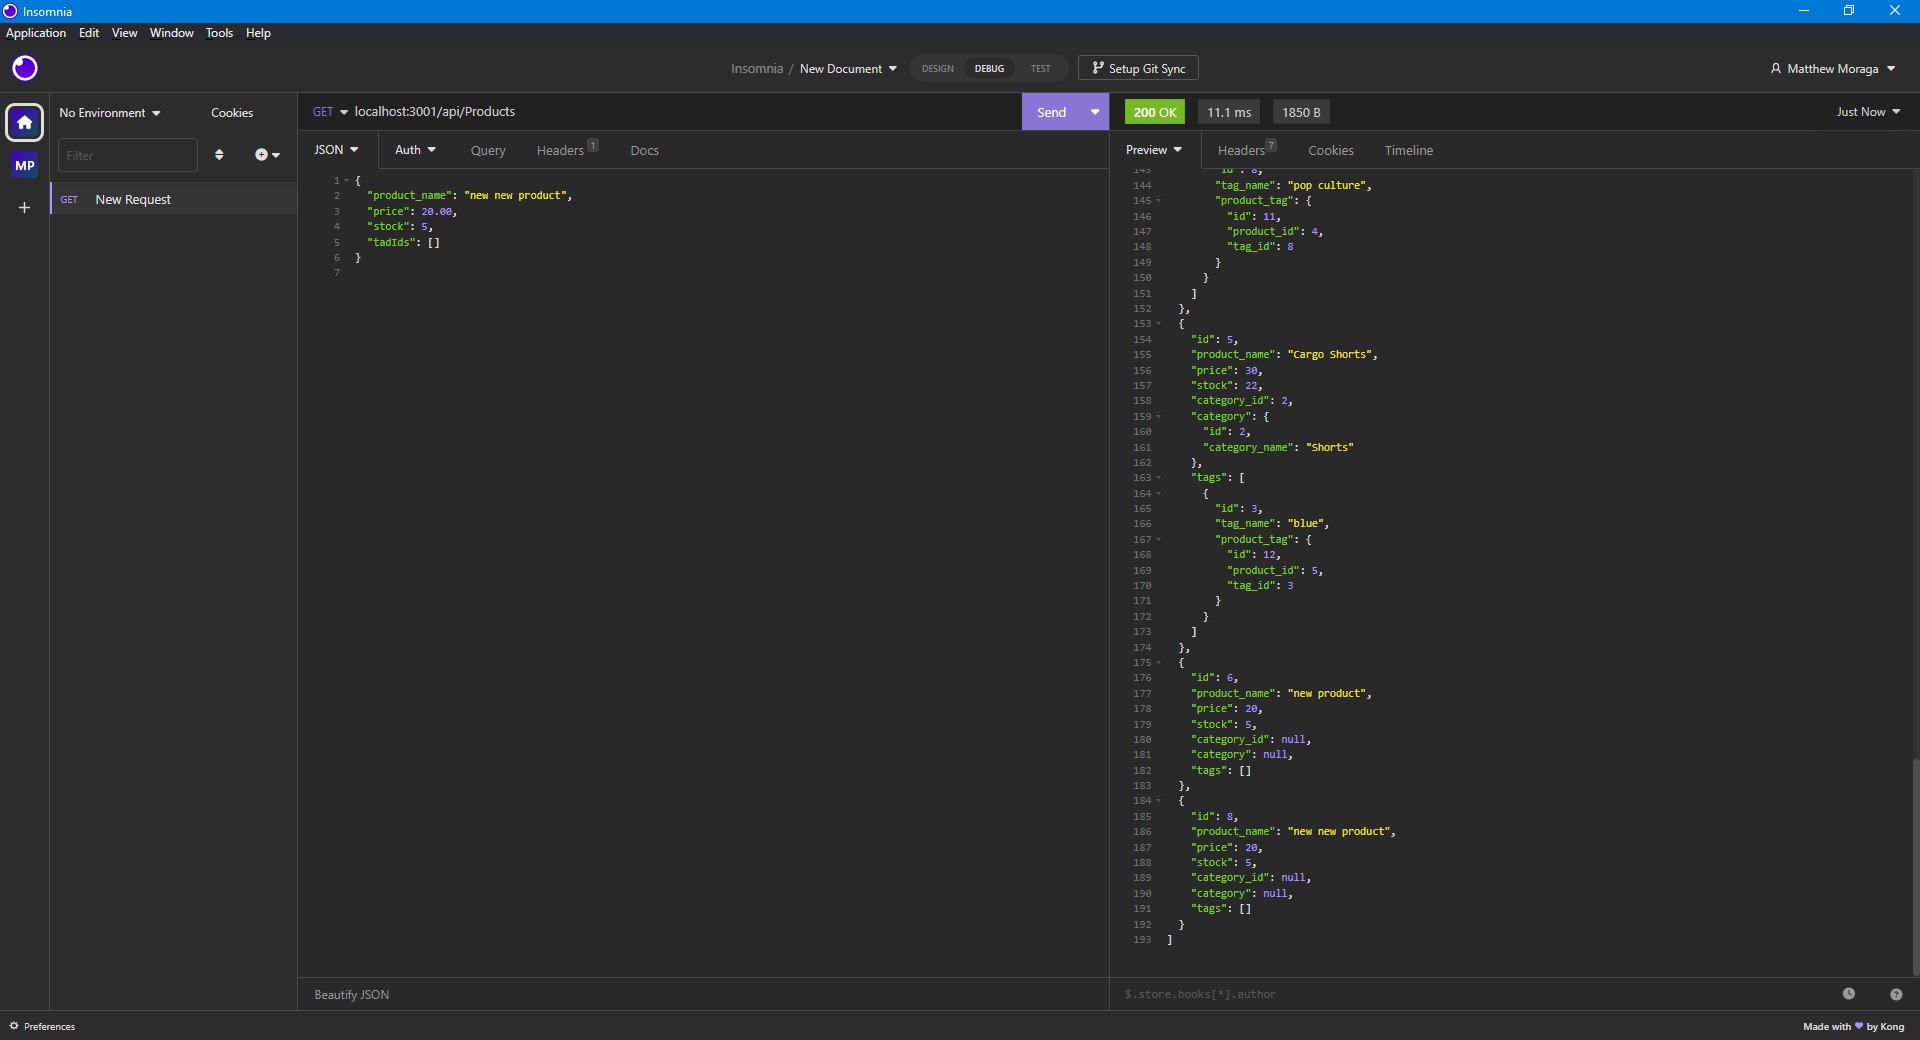 Insomnia
Application Edit View Window Tools Help
Insomnia / New Document DESIGN DEBUG TEST Setup Git Sync Matthew Moraga
No Environment Cookies
Filter
MP
GET New Request
GET localhost:3001/api/Products Send
JSON Auth Query Headers 1 Docs
1 {
2 "product_name": "new new product",
3 "price": 20.00,
4 "stock": 5,
5 "tadIds": []
6 }
7
Beautify JSON
200 OK 11.1 ms 1850 B Just Now
Preview Headers 7 Cookies Timeline
143 "id": 8,
144 "tag_name": "pop culture",
145 "product_tag": {
146 "id": 11,
147 "product_id": 4,
148 "tag_id": 8
149 }
150 }
151 ]
152 },
153 {
154 "id": 5,
155 "product_name": "Cargo Shorts",
156 "price": 30,
157 "stock": 22,
158 "category_id": 2,
159 "category": {
160 "id": 2,
161 "category_name": "Shorts"
162 },
163 "tags": [
164 {
165 "id": 3,
166 "tag_name": "blue",
167 "product_tag": {
168 "id": 12,
169 "product_id": 5,
170 "tag_id": 3
171 }
172 }
173 ]
174 },
175 {
176 "id": 6,
177 "product_name": "new product",
178 "price": 20,
179 "stock": 5,
180 "category_id": null,
181 "category": null,
182 "tags": []
183 },
184 {
185 "id": 8,
186 "product_name": "new new product",
187 "price": 20,
188 "stock": 5,
189 "category_id": null,
190 "category": null,
191 "tags": []
192 }
193 ]
$.store.books[*].author
Preferences
Made with ♥ by Kong